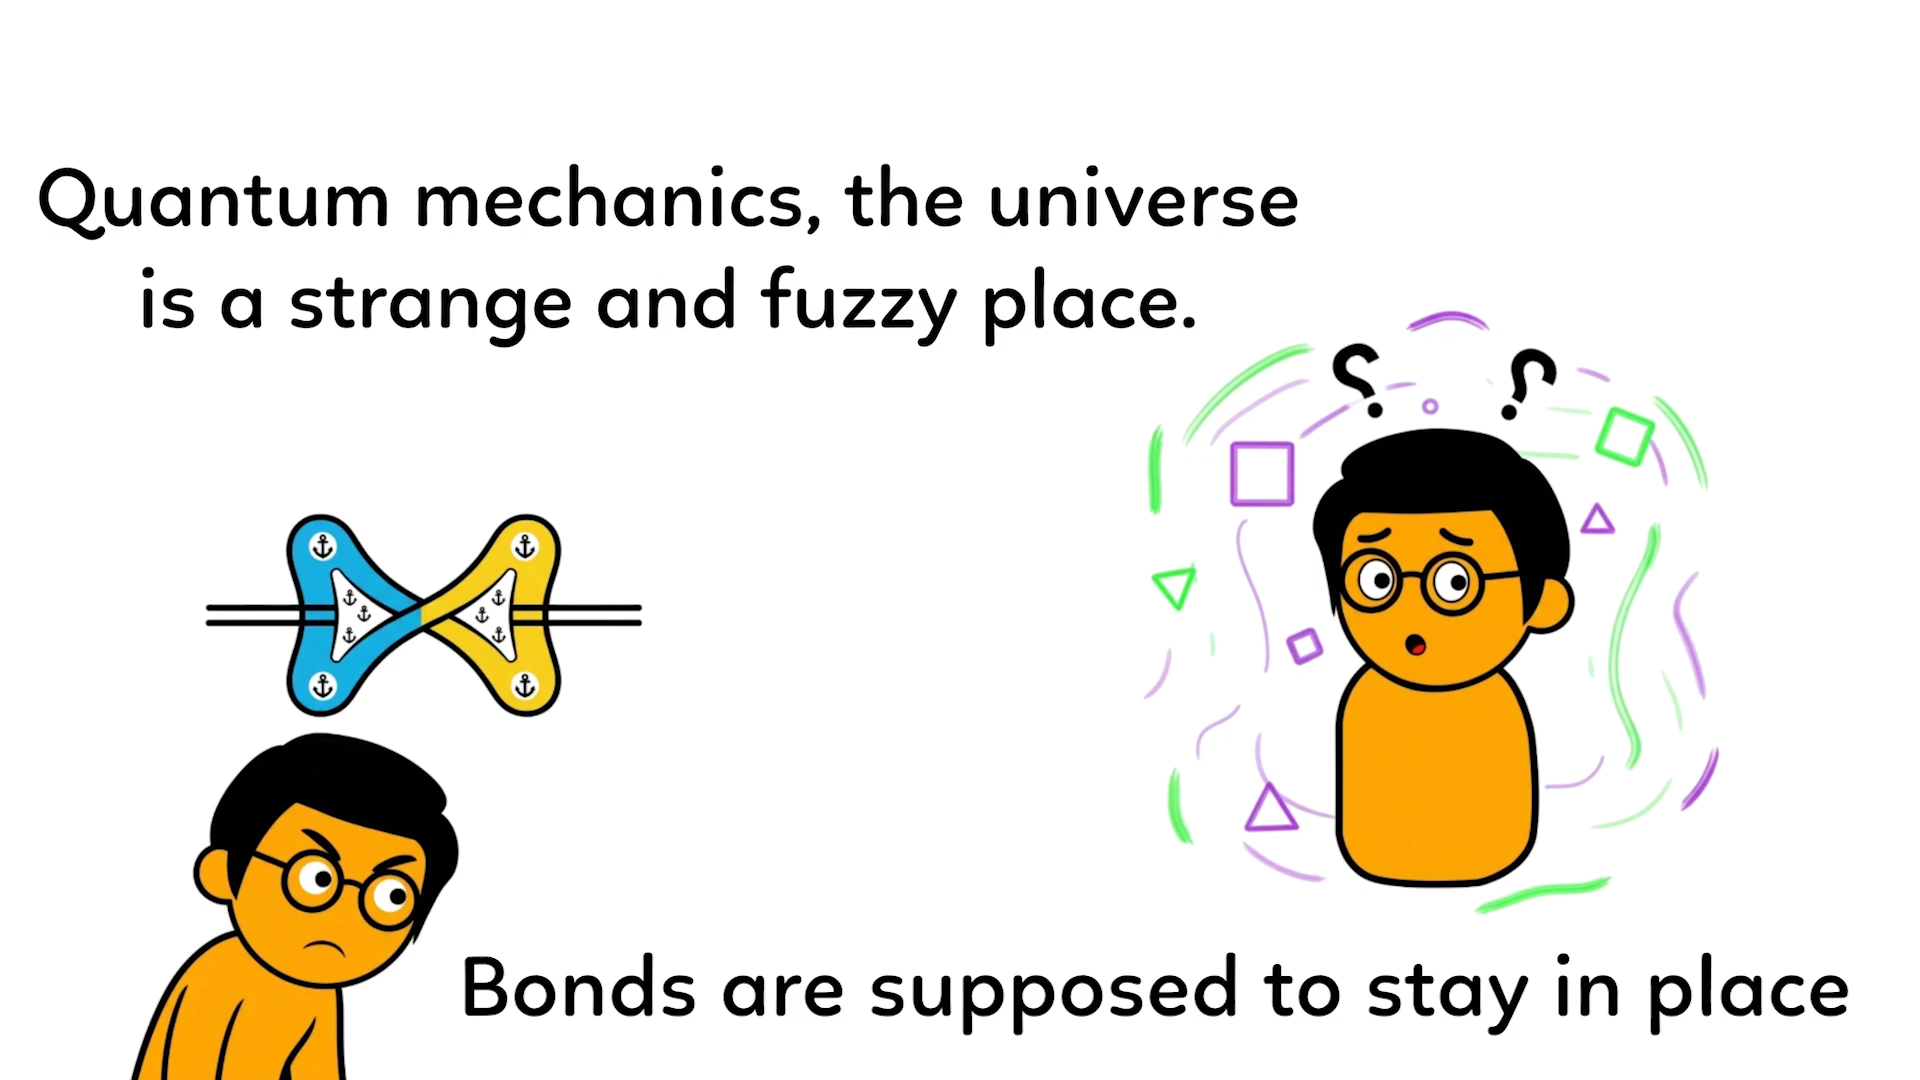 Quantum mechanics, the universe
is a strange and fuzzy place.
? ?
Bonds are supposed to stay in place